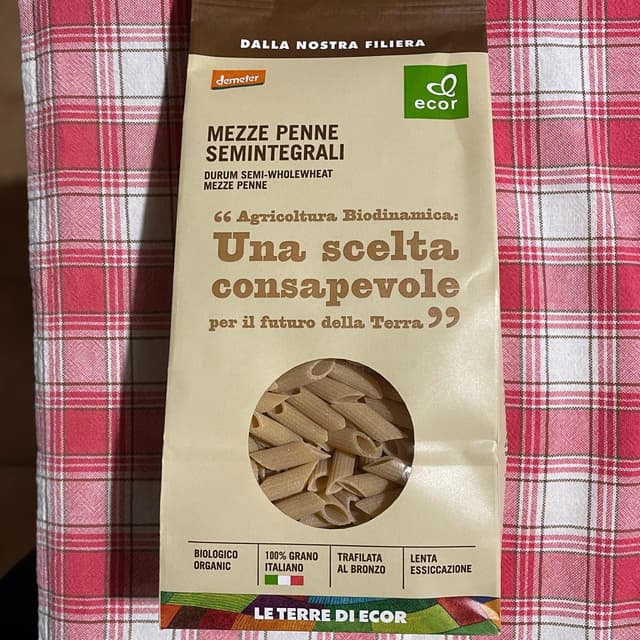 DALLA NOSTRA FILIERA
demeter
ecor
MEZZE PENNE
SEMINTEGRALI
DURUM SEMI-WHOLEWHEAT
MEZZE PENNE
“Agricoltura Biodinamica:
Una scelta
consapevole
per il futuro della Terra”
BIOLOGICO
ORGANIC
100% GRANO
ITALIANO
TRAFILATA
AL BRONZO
LENTA
ESSICCAZIONE
LE TERRE DI ECOR